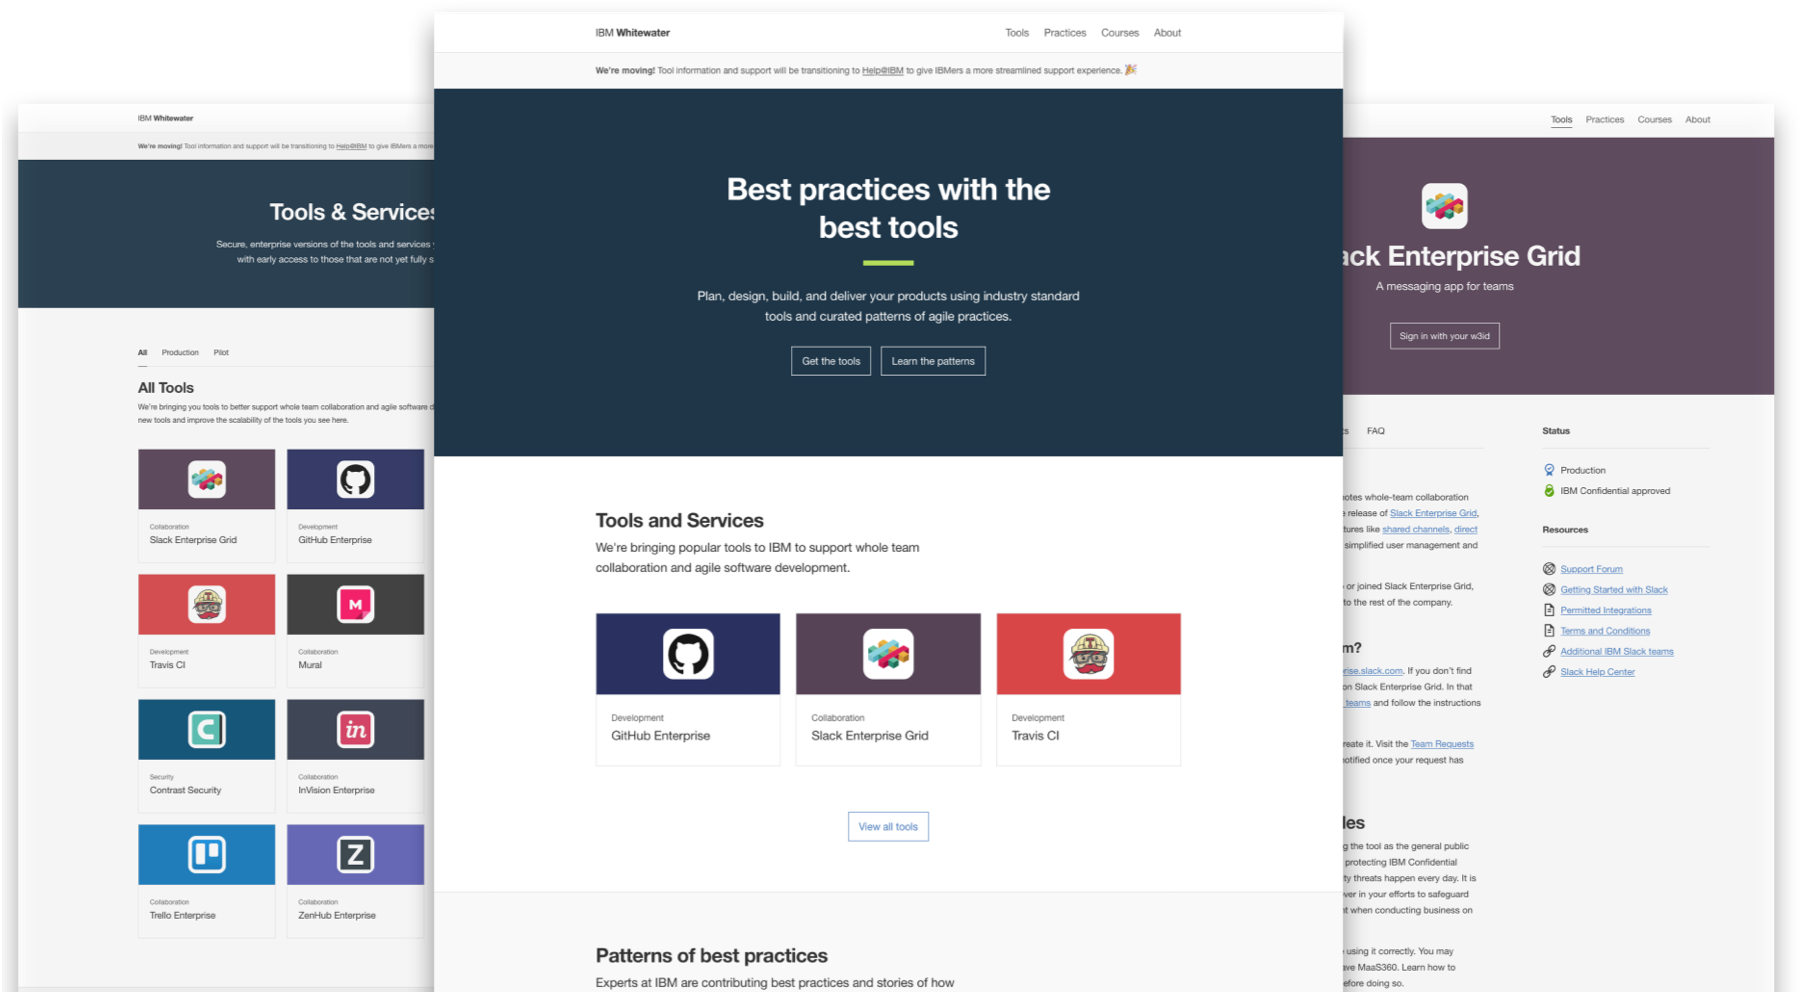 IBM Whitewater
We're moving! Tool information and support will be transitioning to Help@IBM to give IBMers a more
Tools & Services
Secure, enterprise versions of the tools and services
with early access to those that are not yet fully
All Production Pilot
All Tools
We're bringing you tools to better support whole team collaboration and agile software
new tools and improve the scalability of the tools you see here.
Collaboration
Slack Enterprise Grid
Development
GitHub Enterprise
Development
Travis CI
M
Collaboration
Mural
C
Security
Contrast Security
in
Collaboration
InVision Enterprise
Collaboration
Trello Enterprise
Z
Collaboration
ZenHub Enterprise
IBM Whitewater
Tools Practices Courses About
We're moving! Tool information and support will be transitioning to Help@IBM to give IBMers a more streamlined support experience. 🎉
Best practices with the
best tools
Plan, design, build, and deliver your products using industry standard
tools and curated patterns of agile practices.
Get the tools Learn the patterns
Tools and Services
We're bringing popular tools to IBM to support whole team
collaboration and agile software development.
Development
GitHub Enterprise
Collaboration
Slack Enterprise Grid
Development
Travis CI
View all tools
Patterns of best practices
Experts at IBM are contributing best practices and stories of how
Tools Practices Courses About
ack Enterprise Grid
A messaging app for teams
Sign in with your w3id
FAQ
otes whole-team collaboration
release of Slack Enterprise Grid,
tures like shared channels, direct
simplified user management and
or joined Slack Enterprise Grid,
to the rest of the company.
m?
rise.slack.com. If you don't find
on Slack Enterprise Grid. In that
teams and follow the instructions
reate it. Visit the Team Requests
otified once your request has
les
g the tool as the general public
protecting IBM Confidential
ty threats happen every day. It is
ver in your efforts to safeguard
t when conducting business on
using it correctly. You may
ave MaaS360. Learn how to
efore doing so.
Status
Production
IBM Confidential approved
Resources
Support Forum
Getting Started with Slack
Permitted Integrations
Terms and Conditions
Additional IBM Slack teams
Slack Help Center